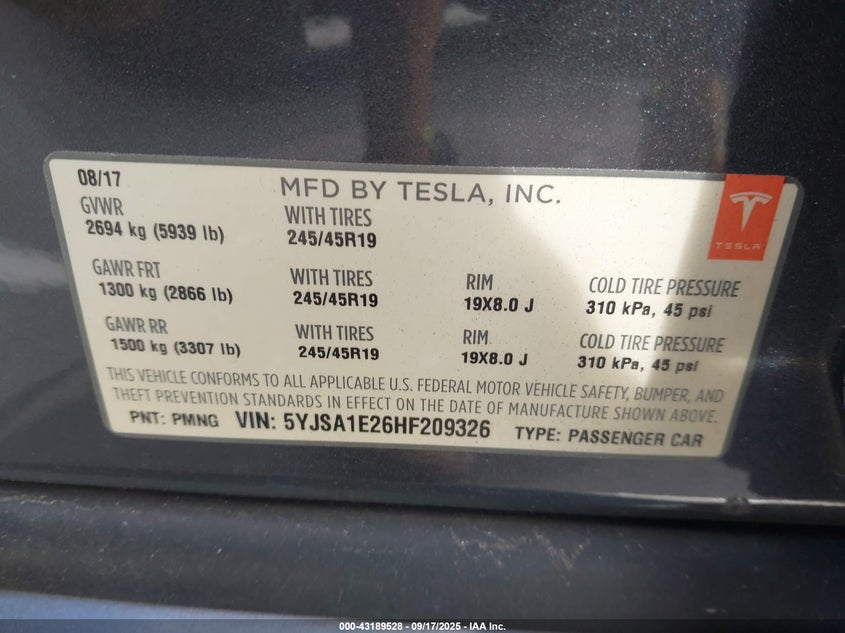 08/17 MFD BY TESLA, INC.
GVWR WITH TIRES
2694 kg (5939 lb) 245/45R19
TESLA
GAWR FRT WITH TIRES RIM COLD TIRE PRESSURE
1300 kg (2866 lb) 245/45R19 19X8.0 J 310 kPa, 45 psi
GAWR RR WITH TIRES RIM COLD TIRE PRESSURE
1500 kg (3307 lb) 245/45R19 19X8.0 J 310 kPa, 45 psi
THIS VEHICLE CONFORMS TO ALL APPLICABLE U.S. FEDERAL MOTOR VEHICLE SAFETY, BUMPER, AND
THEFT PREVENTION STANDARDS IN EFFECT ON THE DATE OF MANUFACTURE SHOWN ABOVE.
PNT: PMNG VIN: 5YJSA1E26HF209326 TYPE: PASSENGER CAR
000-43189528 - 09/17/2025 - IAA Inc.